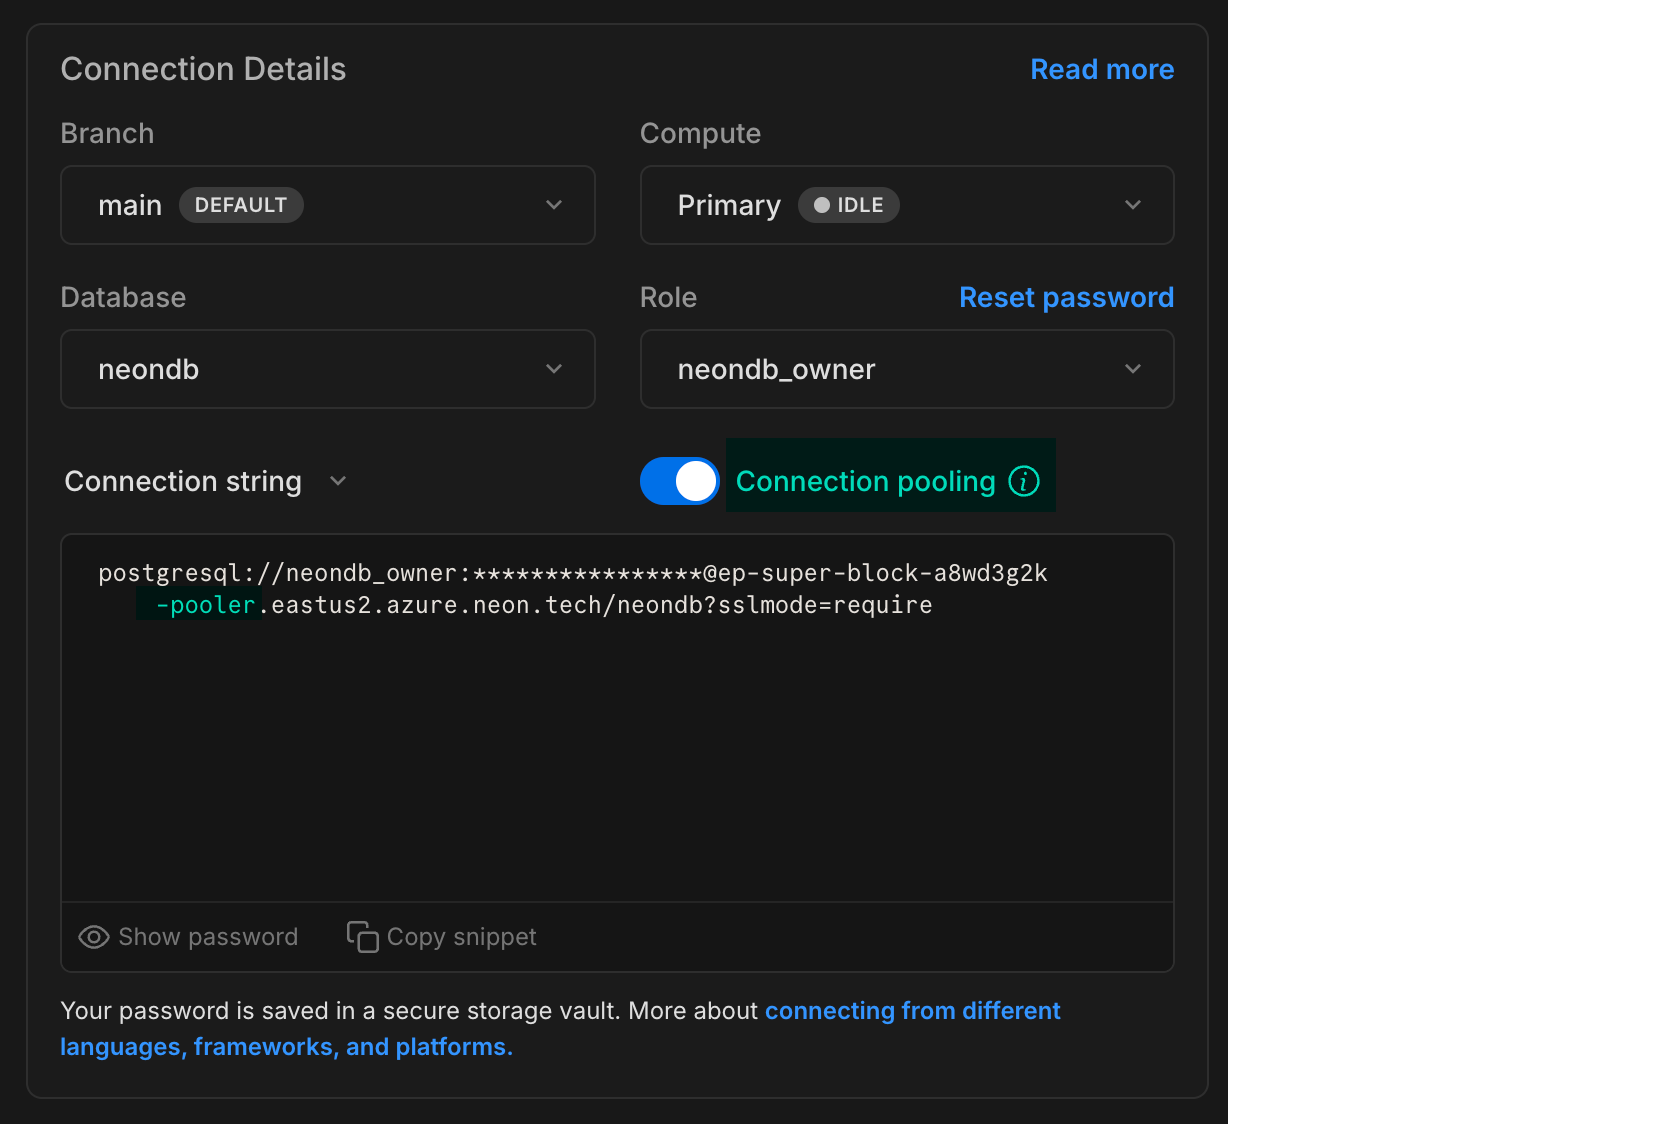 Connection Details
Read more
Branch
Compute
main DEFAULT
Primary IDLE
Database
Role
Reset password
neondb
neondb_owner
Connection string
Connection pooling
postgresql://neondb_owner:****************@ep-super-block-a8wd3g2k
-pooler.eastus2.azure.neon.tech/neondb?sslmode=require
Show password
Copy snippet
Your password is saved in a secure storage vault. More about connecting from different
languages, frameworks, and platforms.